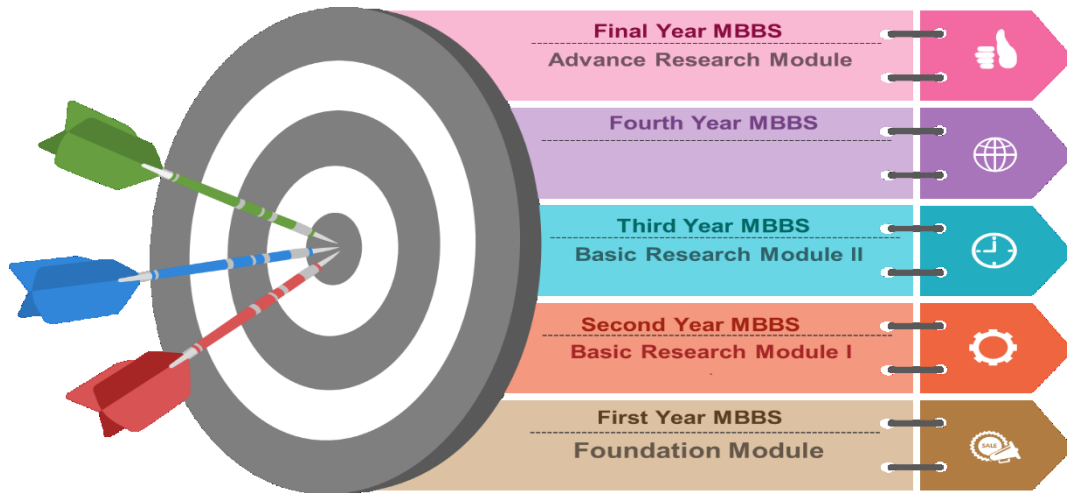 Final Year MBBS
Advance Research Module
Fourth Year MBBS
Third Year MBBS
Basic Research Module II
Second Year MBBS
Basic Research Module I
First Year MBBS
Foundation Module
SALE